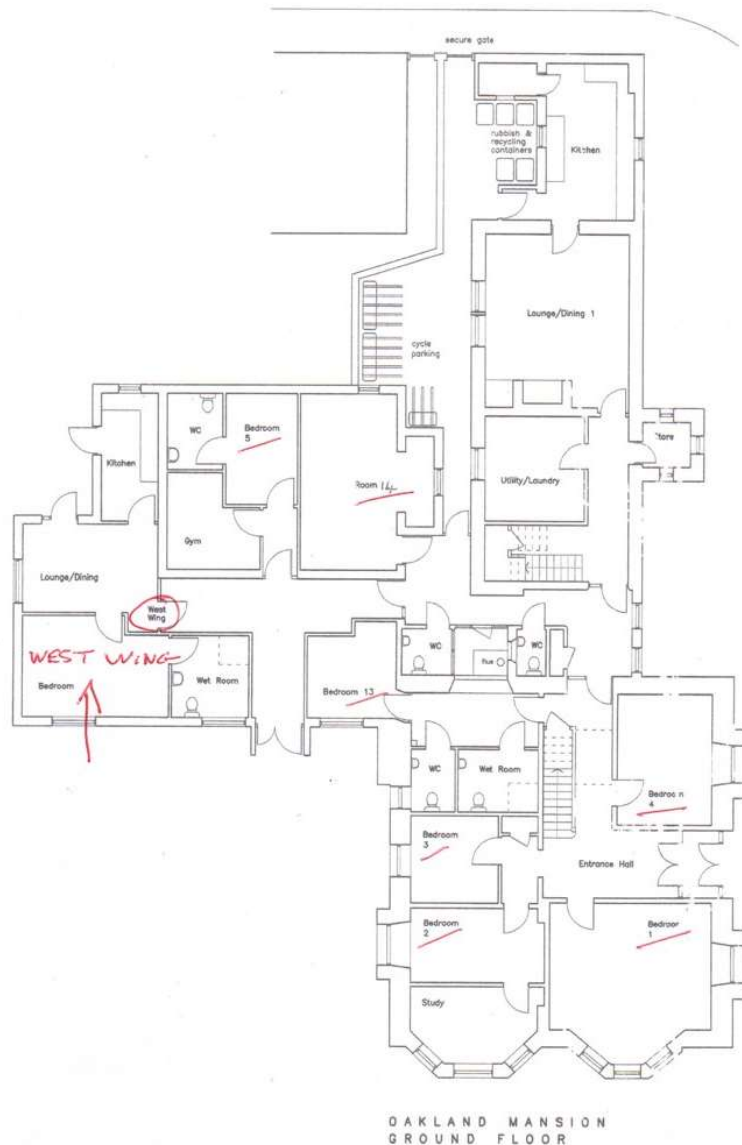 secure gate
rubbish &
recycling
containers
Kitchen
Lounge/Dining 1
cycle
parking
WC
Bedroom
5
Kitchen
Room 14
Store
Utility/Laundry
Gym
Lounge/Dining
West
Wing
WEST WING
Bedroom
Wet Room
WC
flue
WC
Bedroom 13
WC
Wet Room
Bedroom
4
Bedroom
3
Entrance Hall
Bedroom
2
Bedroom
1
Study
OAKLAND MANSION
GROUND FLOOR